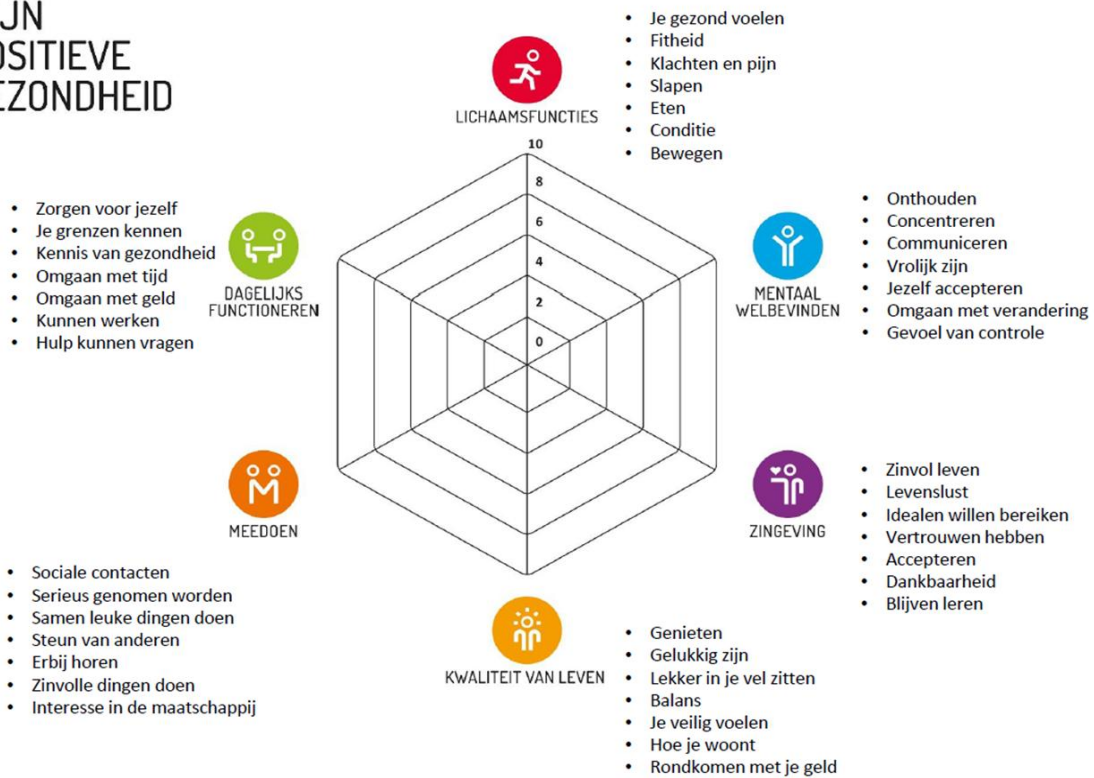 IJN
OSITIEVE
EZONDHEID
LICHAAMSFUNCTIES
• Je gezond voelen
• Fitheid
• Klachten en pijn
• Slapen
• Eten
• Conditie
• Bewegen
10
8
6
4
2
0
• Zorgen voor jezelf
• Je grenzen kennen
• Kennis van gezondheid
• Omgaan met tijd
• Omgaan met geld
• Kunnen werken
• Hulp kunnen vragen
DAGELIJKS
FUNCTIONEREN
MENTAAL
WELBEVINDEN
• Onthouden
• Concentreren
• Communiceren
• Vrolijk zijn
• Jezelf accepteren
• Omgaan met verandering
• Gevoel van controle
MEEDOEN
• Sociale contacten
• Serieus genomen worden
• Samen leuke dingen doen
• Steun van anderen
• Erbij horen
• Zinvolle dingen doen
• Interesse in de maatschappij
ZINGEVING
• Zinvol leven
• Levenslust
• Idealen willen bereiken
• Vertrouwen hebben
• Accepteren
• Dankbaarheid
• Blijven leren
KWALITEIT VAN LEVEN
• Genieten
• Gelukkig zijn
• Lekker in je vel zitten
• Balans
• Je veilig voelen
• Hoe je woont
• Rondkomen met je geld